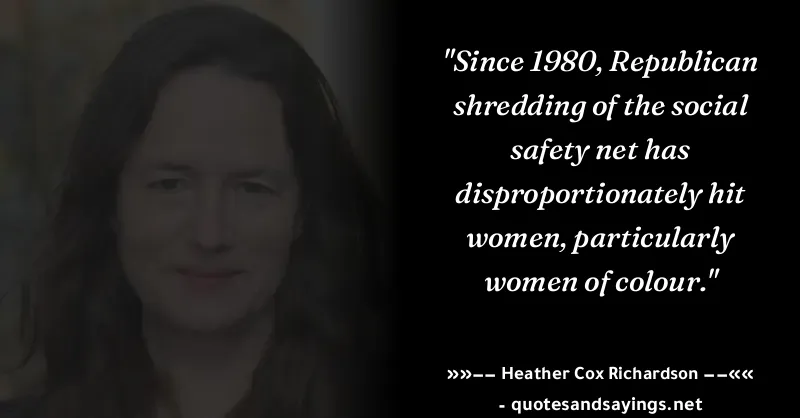 "Since 1980, Republican
shredding of the social
safety net has
disproportionately hit
women, particularly
women of colour."
»»−− Heather Cox Richardson −−««
- quotesandsayings.net